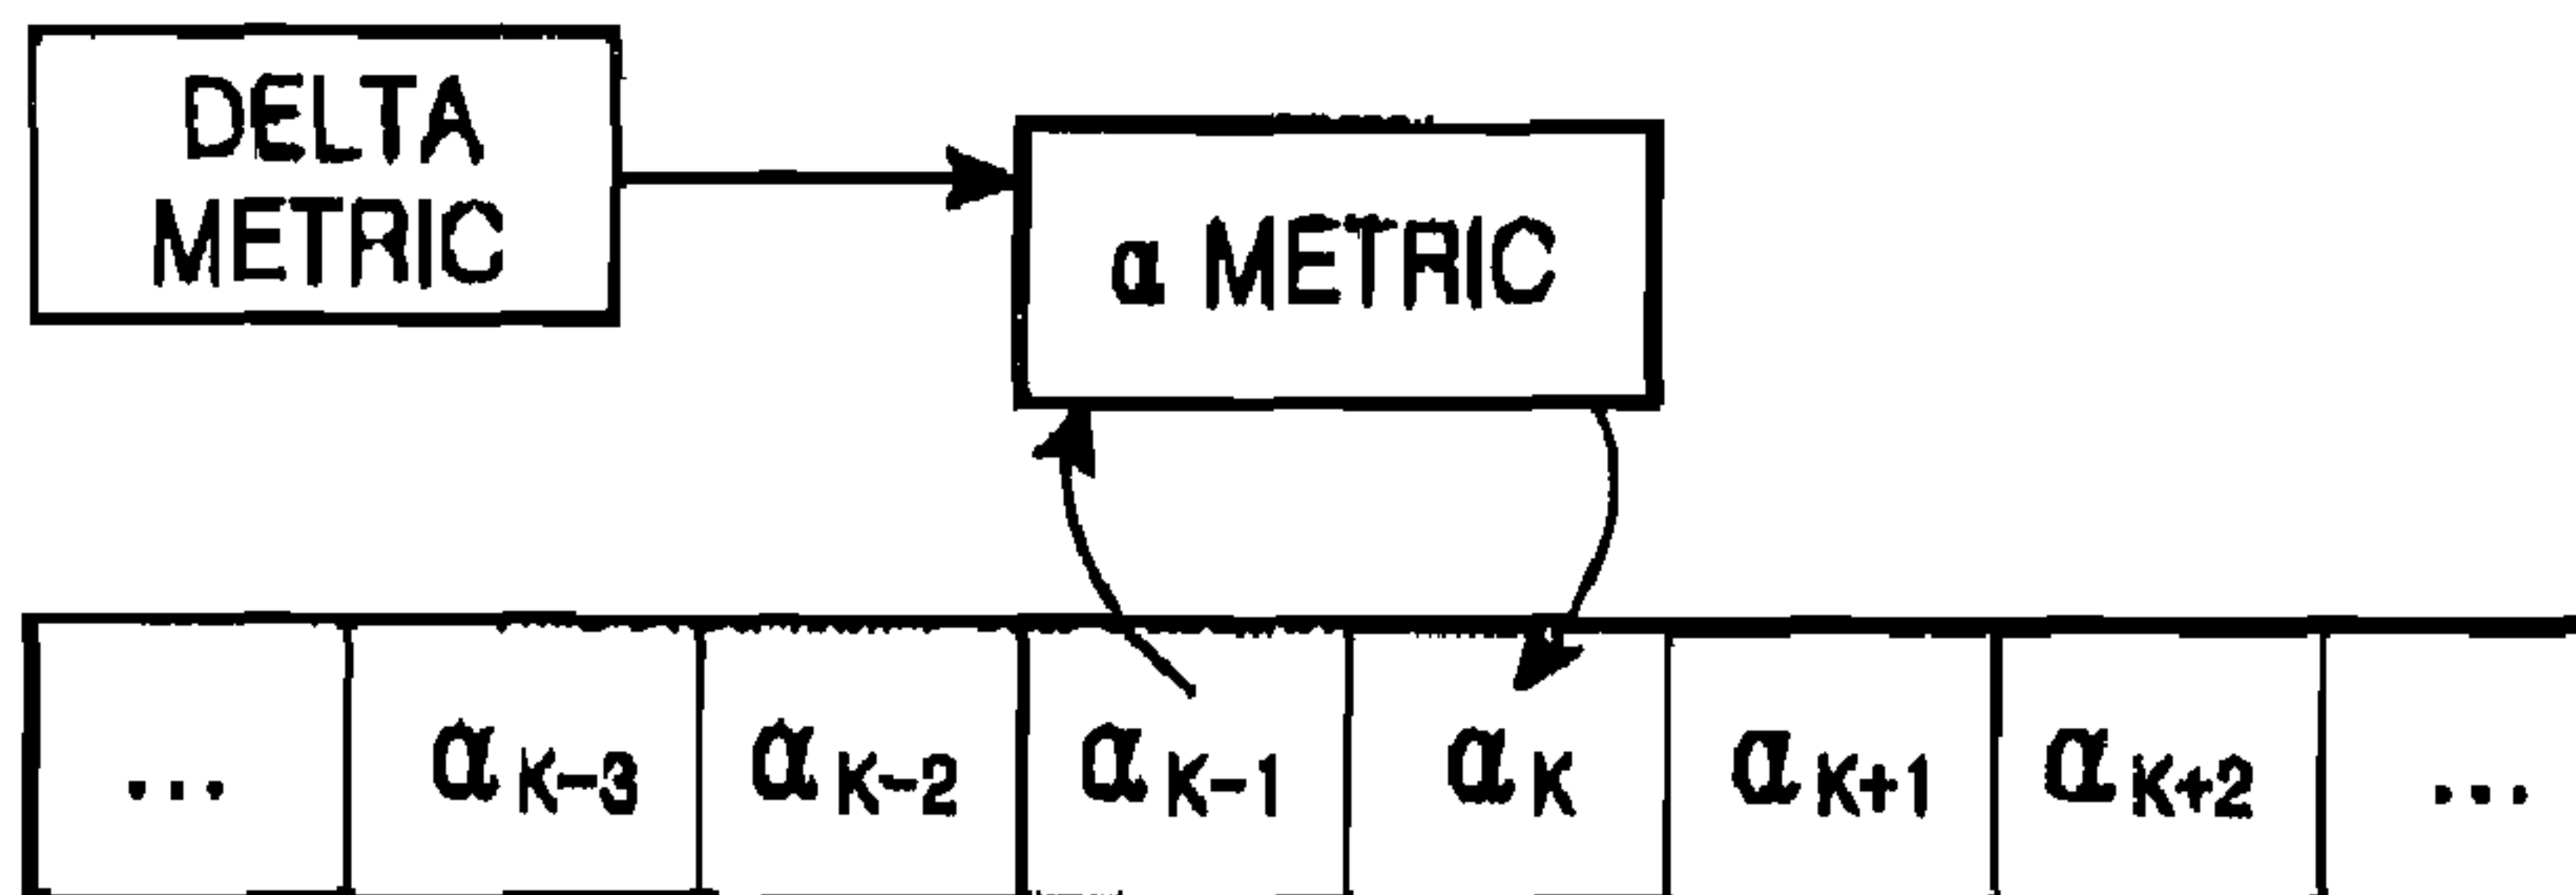 DELTA
METRIC
α METRIC
... α K-3 α K-2 α K-1 α K α K+1 α K+2 ...